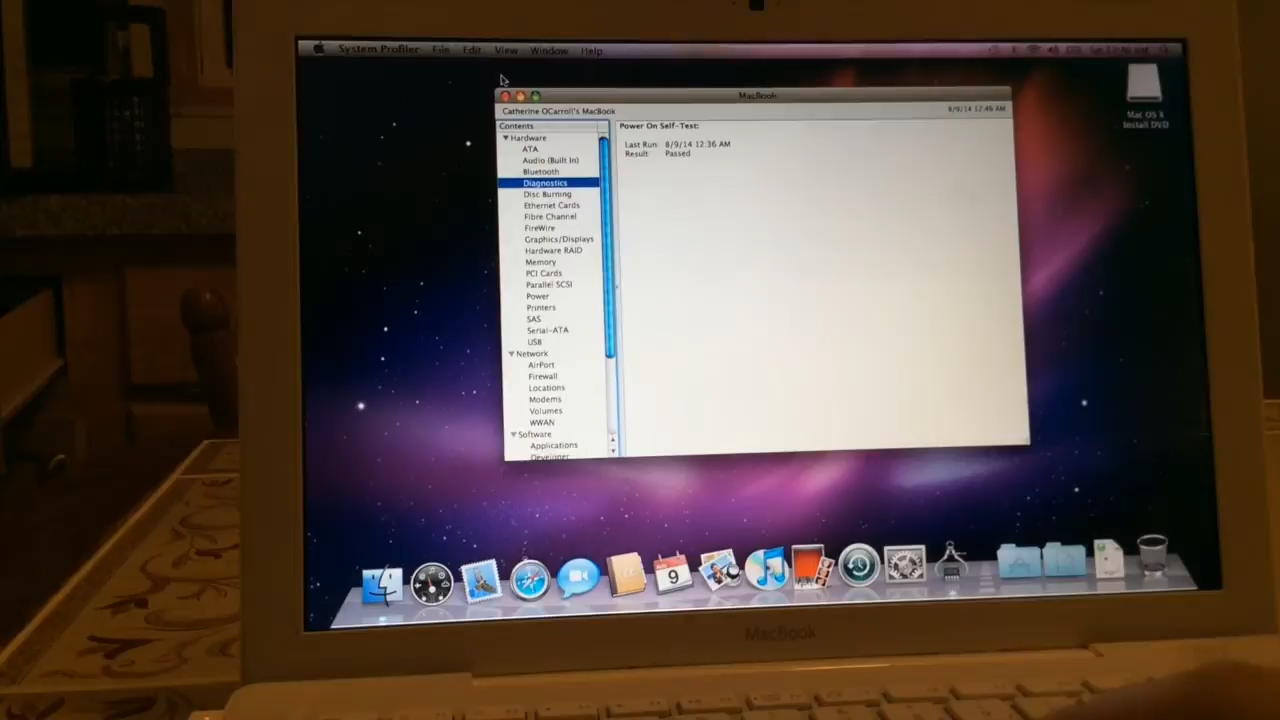 System Profiler File Edit View Window Help
MacBook
Catherine OCarroll's MacBook
8/9/14 12:46 AM
Contents
Hardware
ATA
Audio (Built In)
Bluetooth
Diagnostics
Disc Burning
Ethernet Cards
Fibre Channel
FireWire
Graphics/Displays
Hardware RAID
Memory
PCI Cards
Parallel SCSI
Power
Printers
SAS
Serial-ATA
USB
Network
AirPort
Firewall
Locations
Modems
Volumes
WWAN
Software
Applications
Developer
Power On Self-Test:
Last Run: 8/9/14 12:36 AM
Result: Passed
Mac OS X
Install DVD
9
MacBook